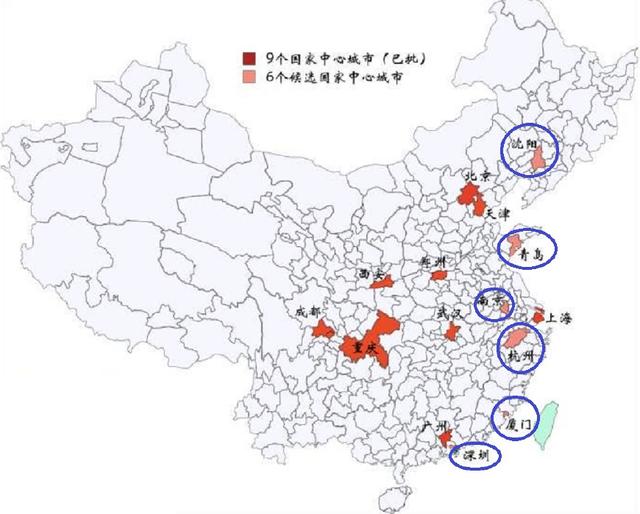 9个国家中心城市（已批）
6个候选国家中心城市
沈阳
北京
天津
青岛
郑州
西安
南京
成都
武汉
上海
重庆
杭州
广州
厦门
深圳